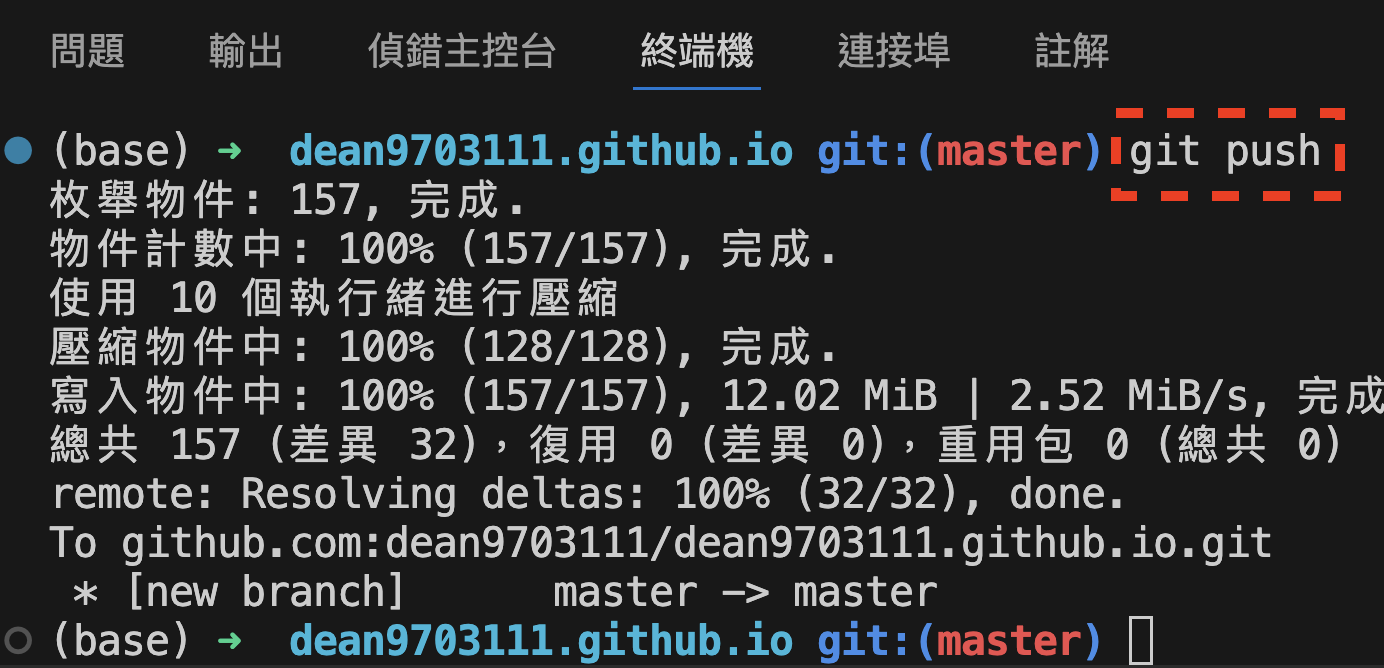 問題 輸出 偵錯主控台 終端機 連接埠 註解
(base) ➜ dean9703111.github.io git:(master) git push
枚舉物件: 157, 完成.
物件計數中: 100% (157/157), 完成.
使用 10 個執行緒進行壓縮
壓縮物件中: 100% (128/128), 完成.
寫入物件中: 100% (157/157), 12.02 MiB | 2.52 MiB/s, 完成
總共 157 (差異 32)，復用 0 (差異 0)，重用包 0 (總共 0)
remote: Resolving deltas: 100% (32/32), done.
To github.com:dean9703111/dean9703111.github.io.git
 * [new branch]      master -> master
(base) ➜ dean9703111.github.io git:(master)